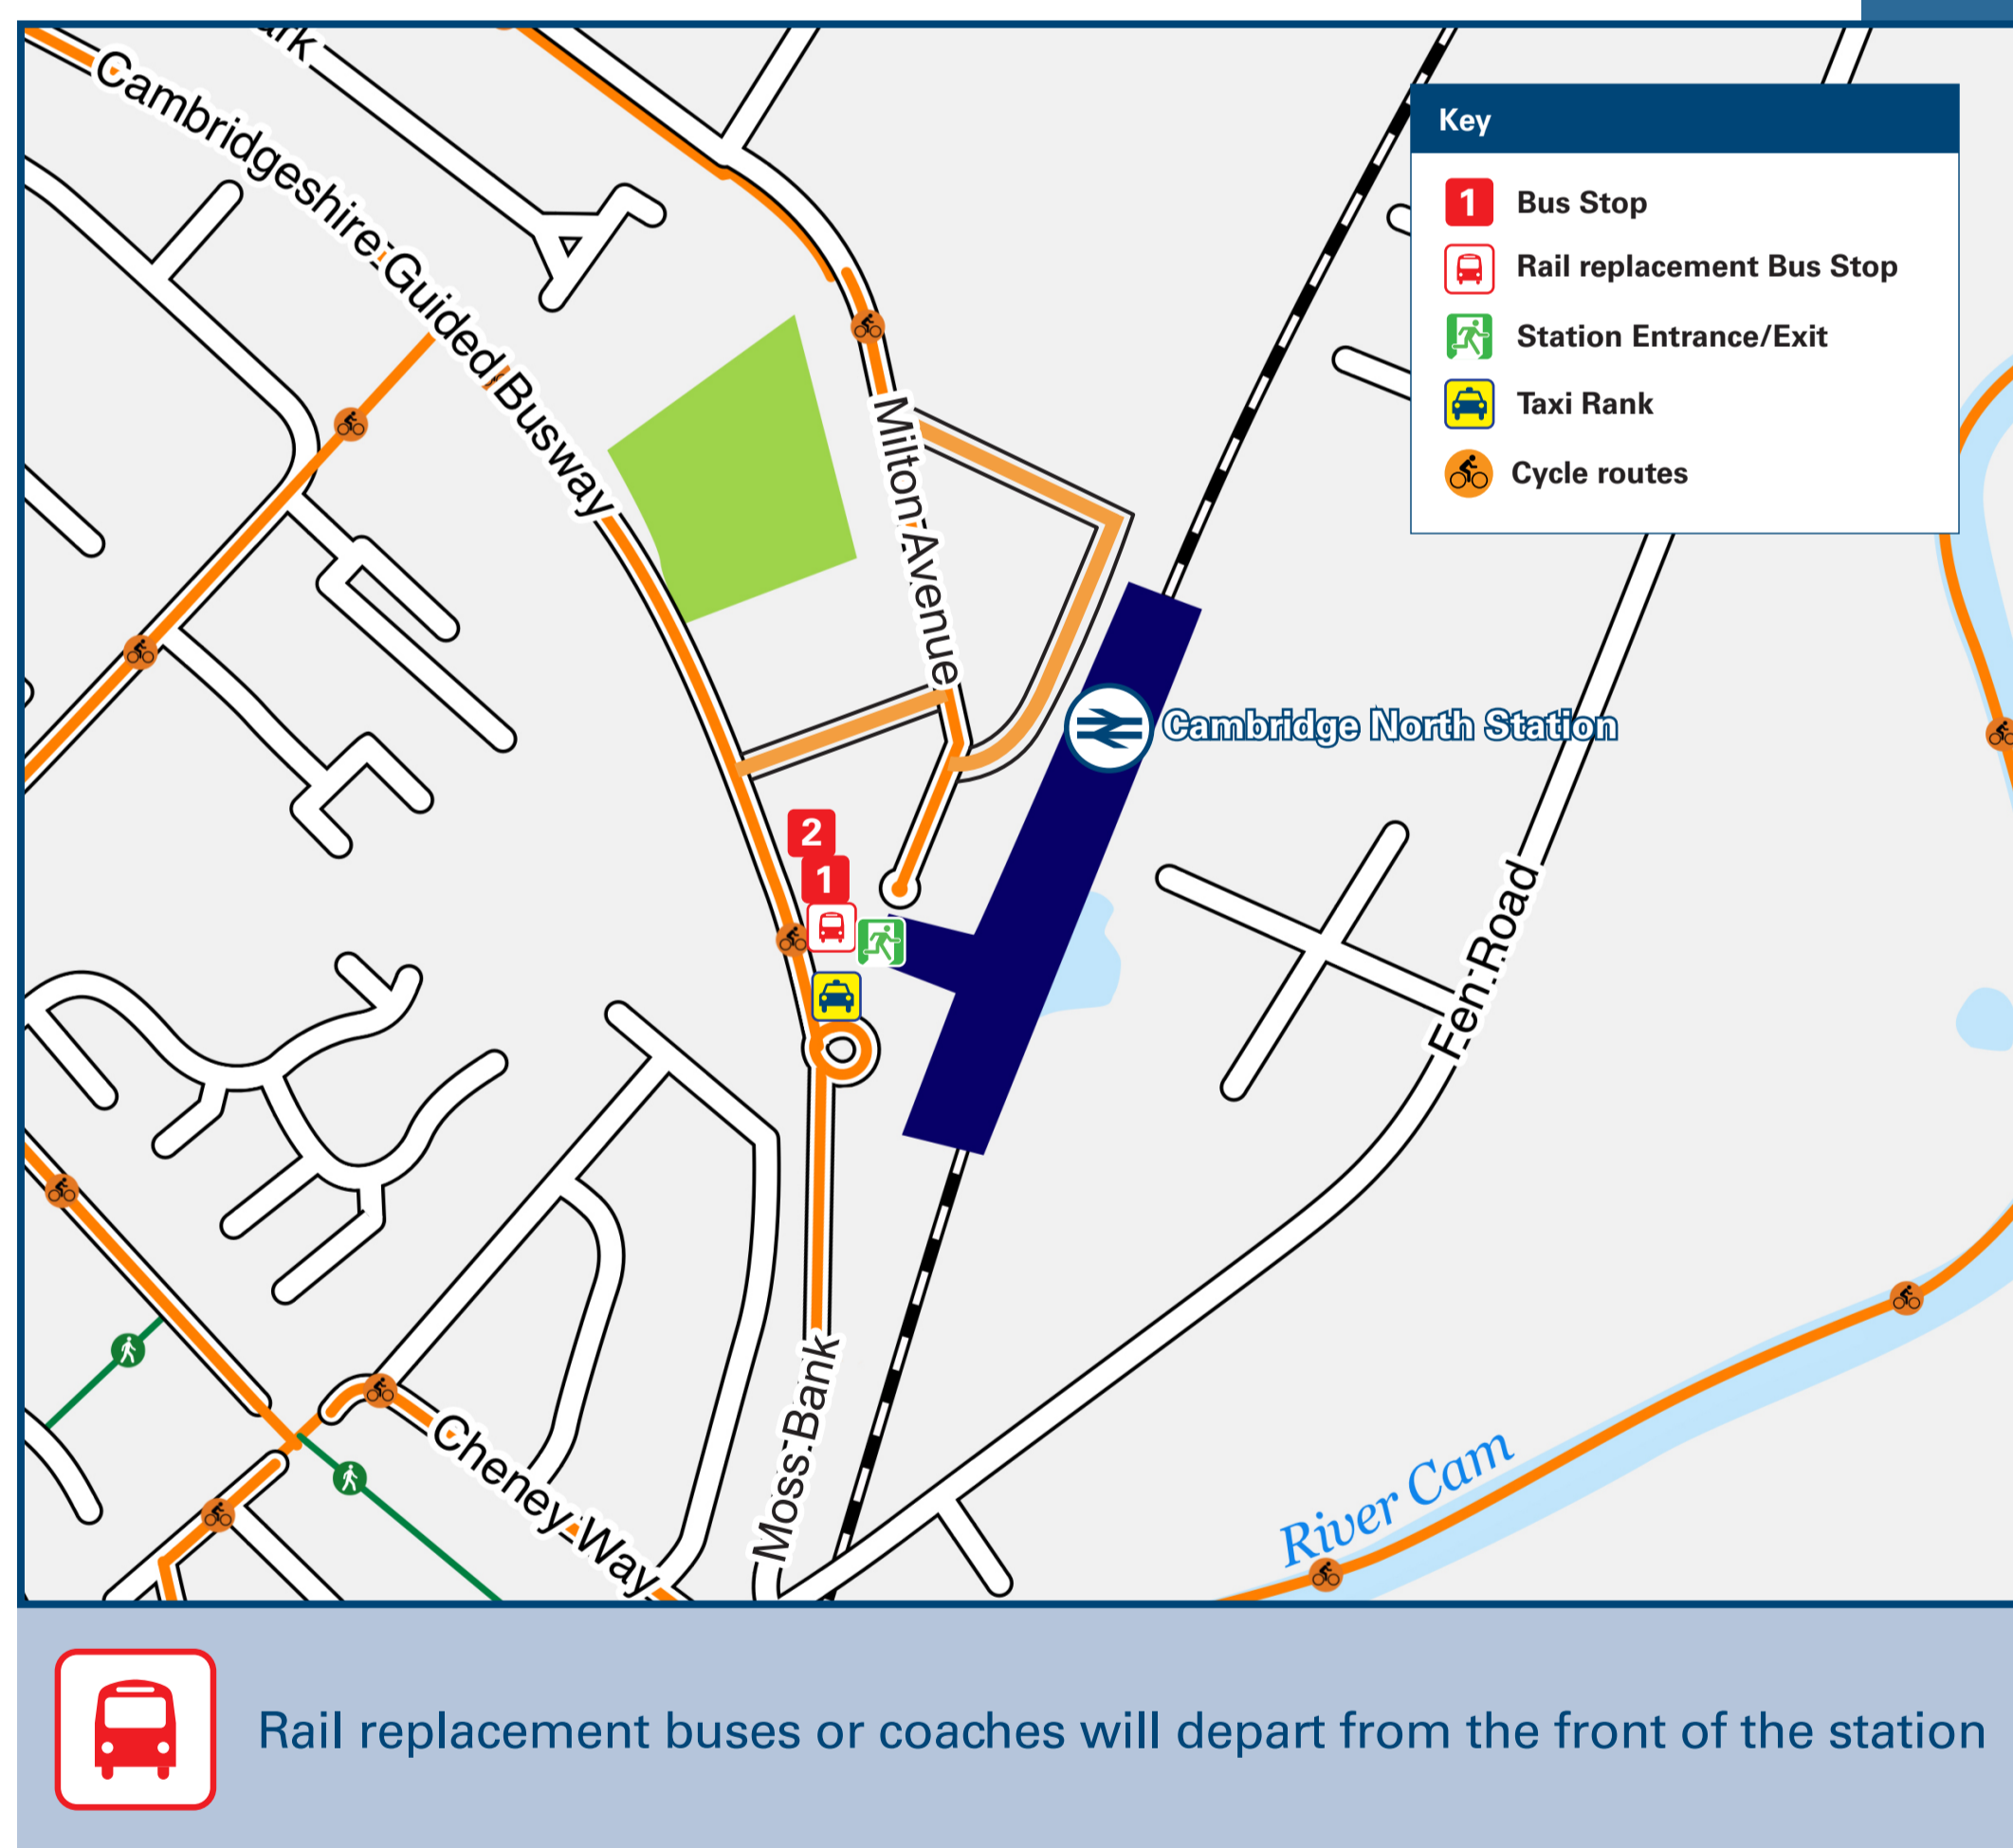 ark
Cambridgeshire Guided Busway
Milton Avenue
Key
1 Bus Stop
Rail replacement Bus Stop
Station Entrance/Exit
Taxi Rank
Cycle routes
Cambridge North Station
2
1
Fen Road
Moss Bank
Cheney Way
River Cam
Rail replacement buses or coaches will depart from the front of the station